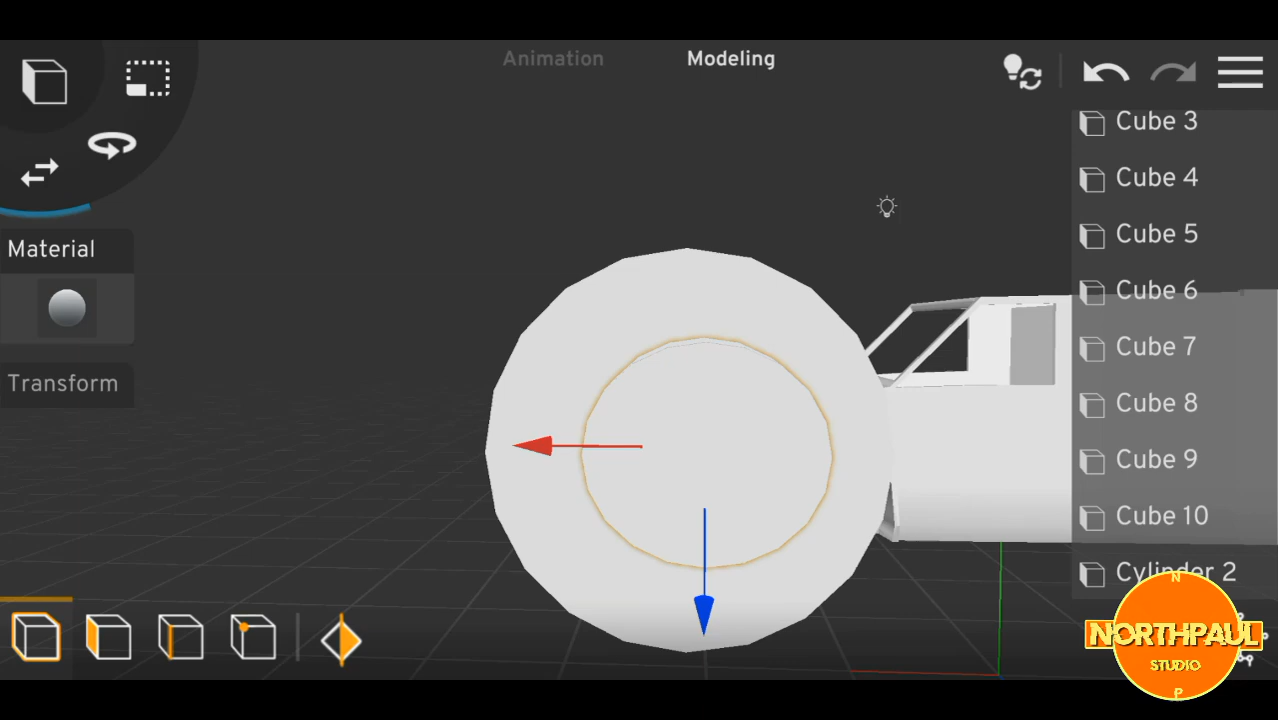 Animation
Modeling
Cube 3
Cube 4
Cube 5
Cube 6
Cube 7
Cube 8
Cube 9
Cube 10
Cylinder 2
Material
Transform
N
NORTHPAUL
STUDIO
P